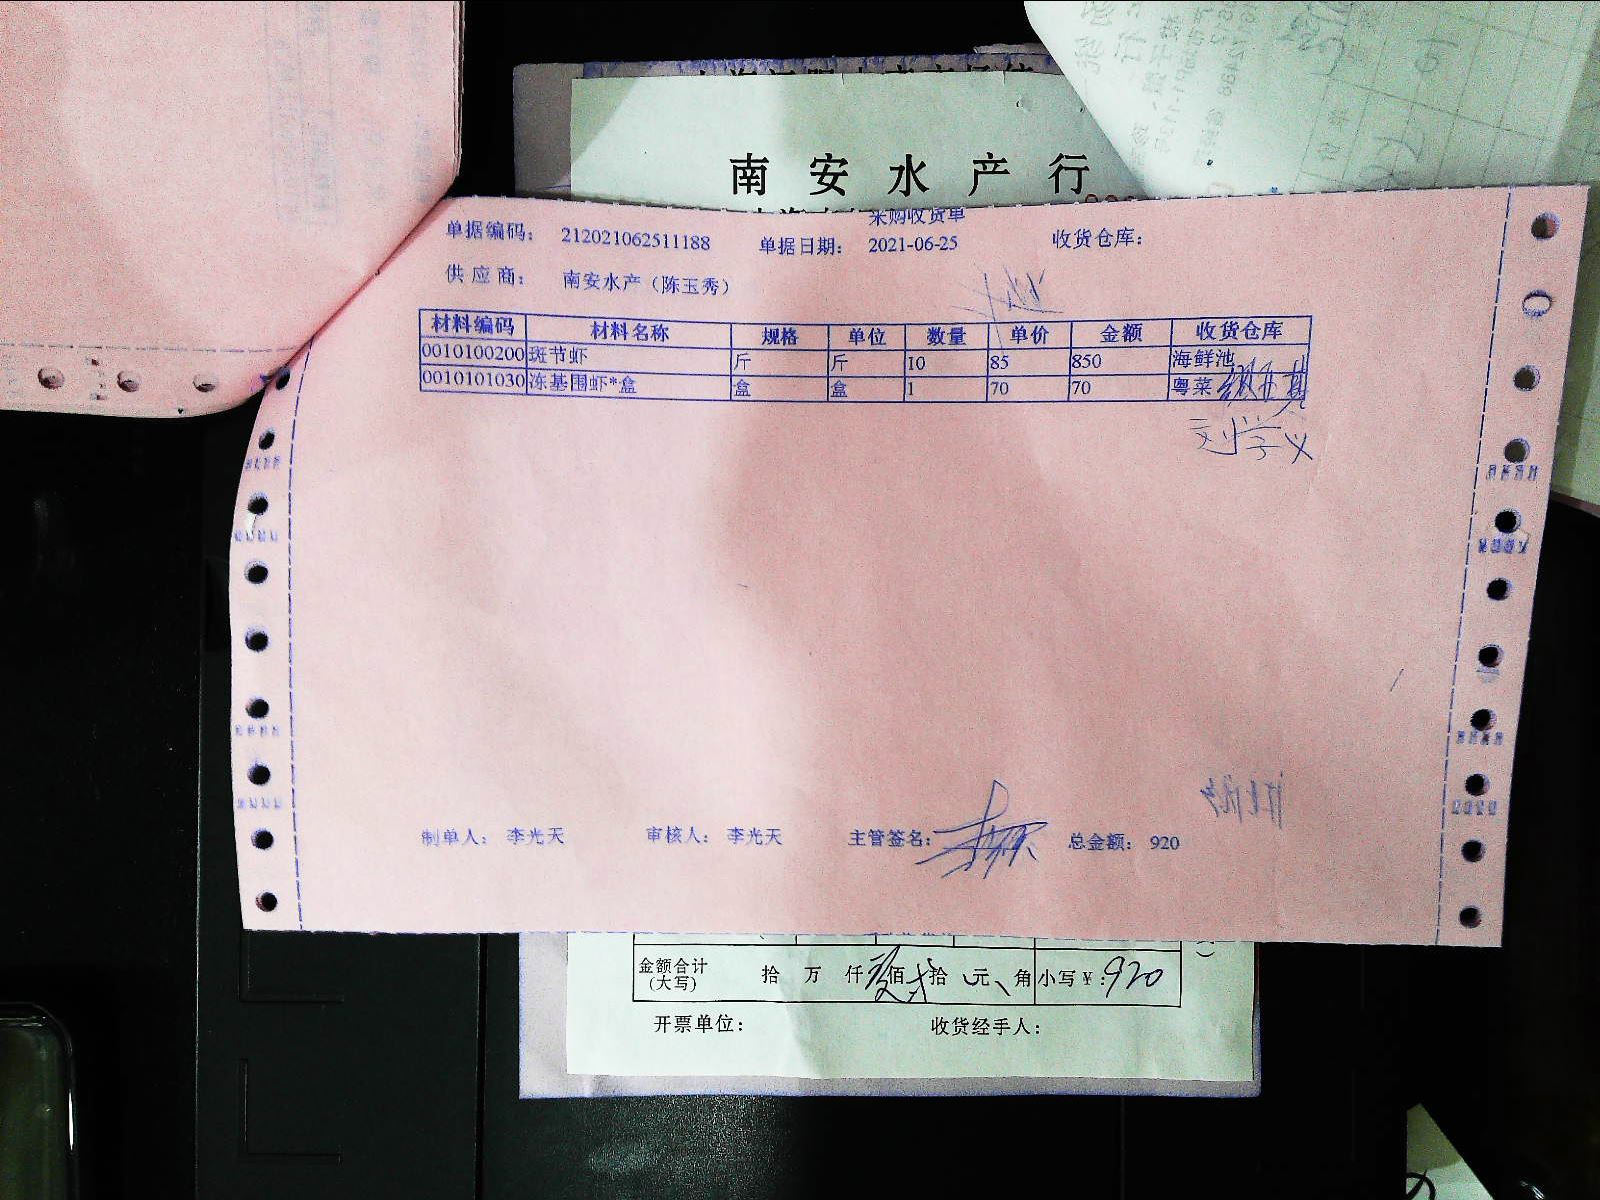 南安水产行
采购收货单
单据编码： 212021062511188 单据日期： 2021-06-25 收货仓库：
供应商： 南安水产（陈玉秀）
材料编码 材料名称 规格 单位 数量 单价 金额 收货仓库
0010100200 斑节虾 斤 斤 10 85 850 海鲜池
0010101030 冻基围虾*盒 盒 盒 1 70 70 粤菜
刘学义
制单人： 李光天 审核人： 李光天 主管签名： 总金额： 920
金额合计 拾 万 仟 佰 拾 元 角 小写￥：920
(大写)
开票单位： 收货经手人：